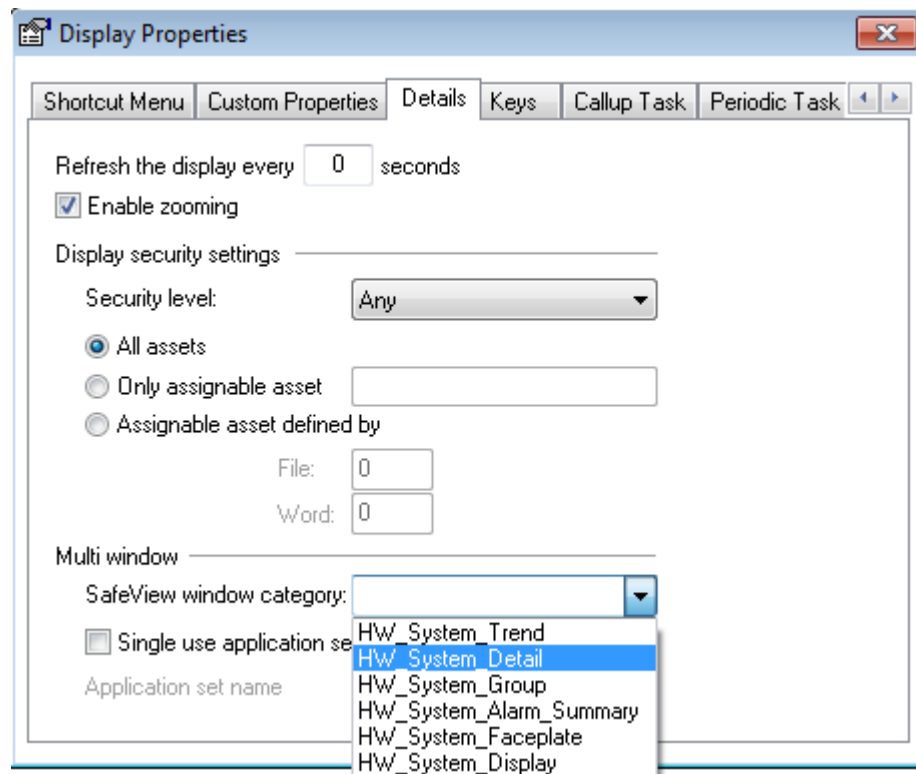 Display Properties
Shortcut Menu Custom Properties Details Keys Callup Task Periodic Task
Refresh the display every 0 seconds
Enable zooming
Display security settings
Security level: Any
All assets
Only assignable asset
Assignable asset defined by
File: 0
Word: 0
Multi window
SafeView window category:
Single use application se
HW_System_Trend
HW_System_Detail
Application set name
HW_System_Group
HW_System_Alarm_Summary
HW_System_Faceplate
HW_System_Display